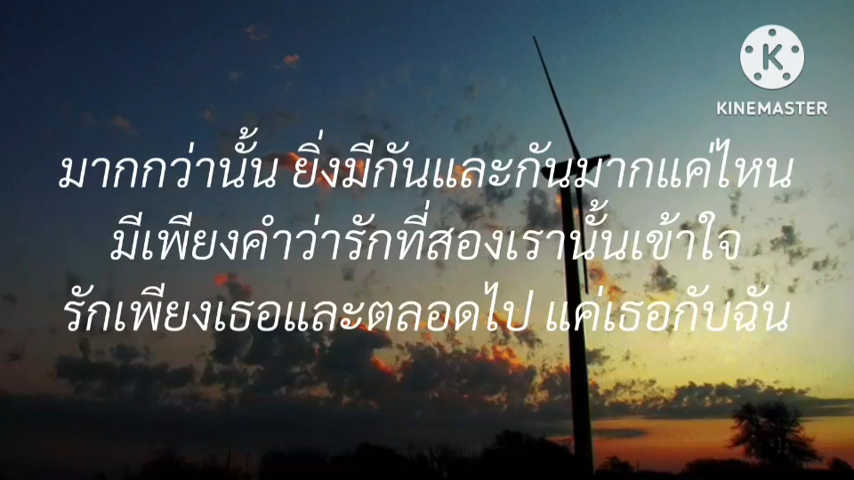 KINEMASTER
มากกว่านั้น ยิ่งมีกันและกันมากแค่ไหน
มีเพียงคำว่ารักที่สองเรานั้นเข้าใจ
รักเพียงเธอและตลอดไป แค่เธอกับฉัน